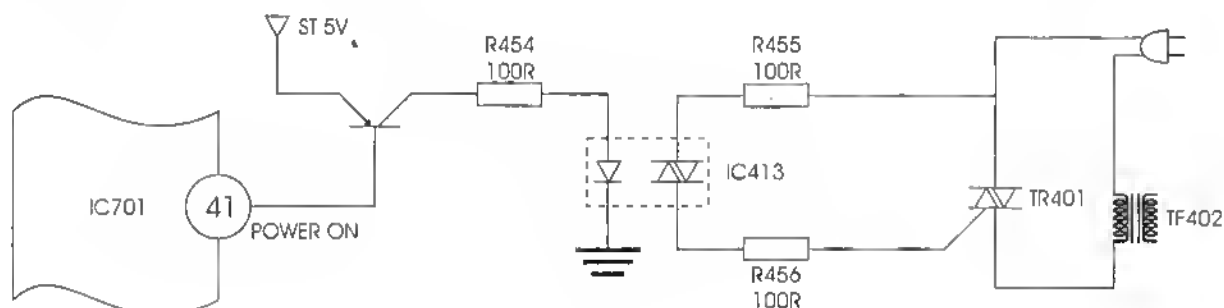 ST 5V
R454
100R
R455
100R
IC413
IC701
41
POWER ON
TR401
TF402
R456
100R